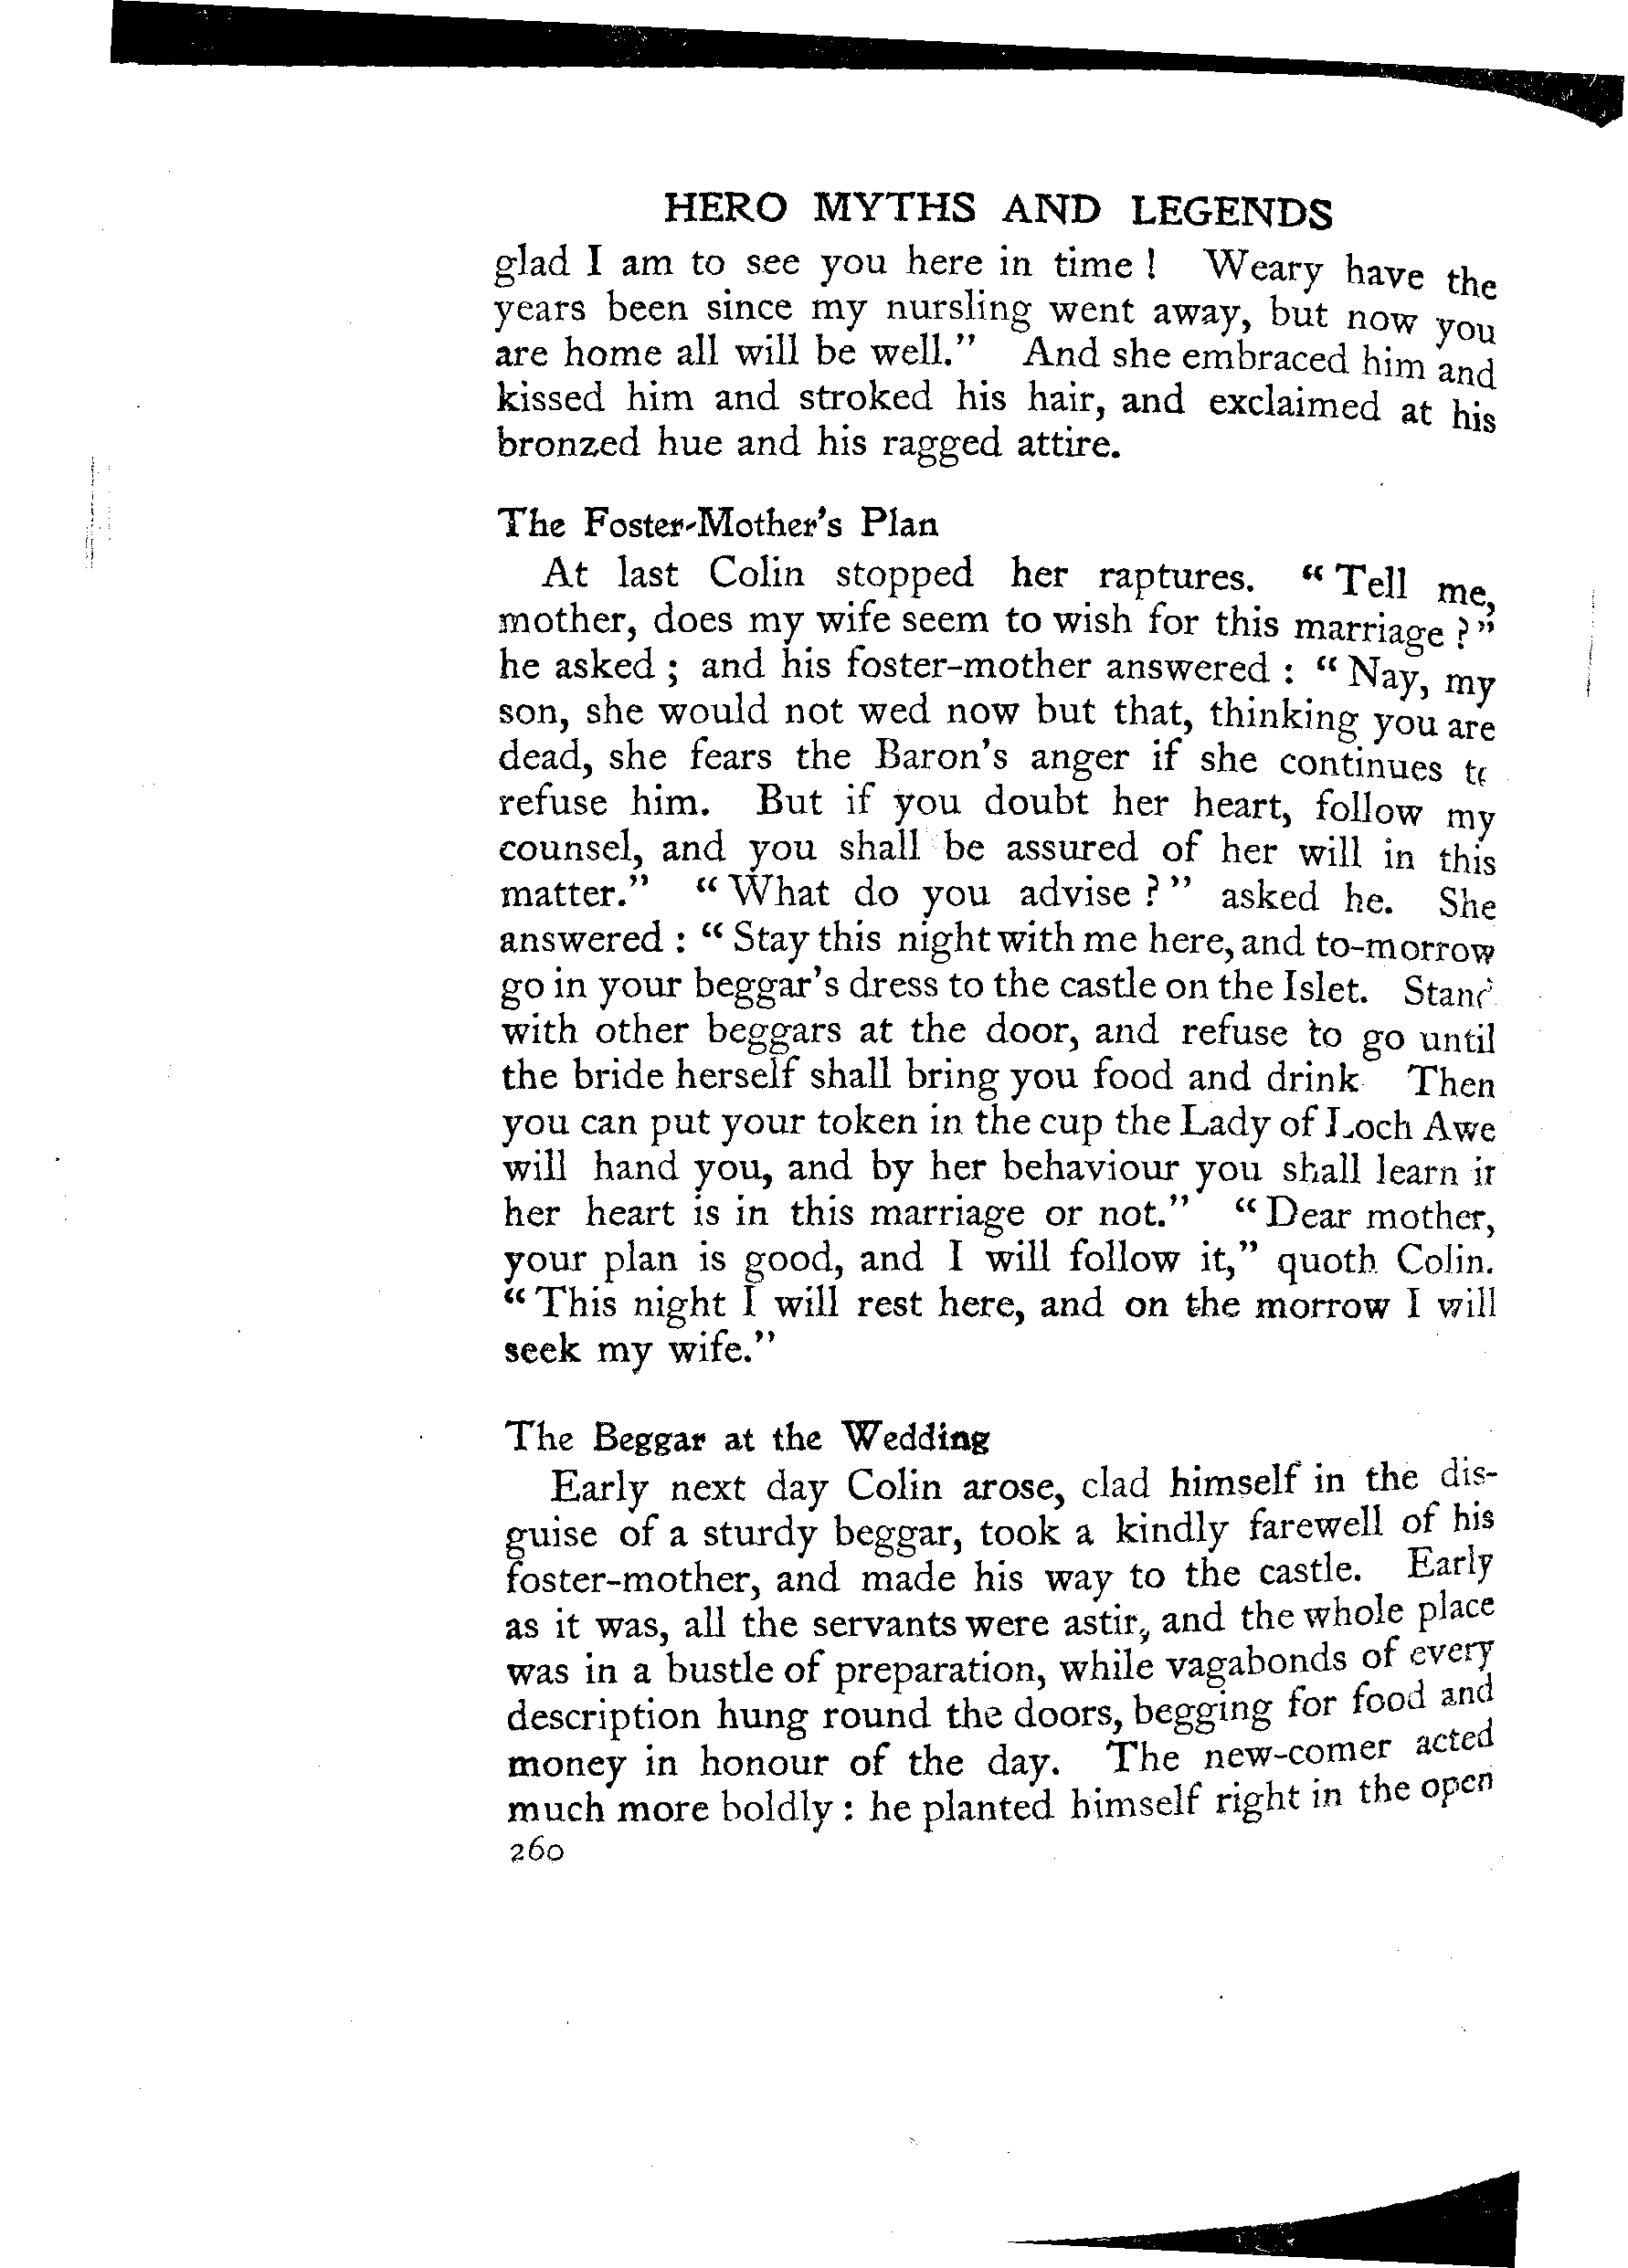 HERO MYTHS AND LEGENDS
glad I am to see you here in time ! Weary have the
years been since my nursling went away, but now you
are home all will be well." And she embraced him and
kissed him and stroked his hair, and exclaimed at his
bronzed hue and his ragged attire.
The Foster-Mother's Plan
At last Colin stopped her raptures. "Tell me,
mother, does my wife seem to wish for this marriage ?"
he asked ; and his foster-mother answered : "Nay, my
son, she would not wed now but that, thinking you are
dead, she fears the Baron's anger if she continues to
refuse him. But if you doubt her heart, follow my
counsel, and you shall be assured of her will in this
matter." "What do you advise ?" asked he. She
answered : "Stay this night with me here, and to-morrow
go in your beggar's dress to the castle on the Islet. Stand
with other beggars at the door, and refuse to go until
the bride herself shall bring you food and drink Then
you can put your token in the cup the Lady of Loch Awe
will hand you, and by her behaviour you shall learn if
her heart is in this marriage or not." "Dear mother,
your plan is good, and I will follow it," quoth Colin.
"This night I will rest here, and on the morrow I will
seek my wife."
The Beggar at the Wedding
Early next day Colin arose, clad himself in the dis-
guise of a sturdy beggar, took a kindly farewell of his
foster-mother, and made his way to the castle. Early
as it was, all the servants were astir, and the whole place
was in a bustle of preparation, while vagabonds of every
description hung round the doors, begging for food and
money in honour of the day. The new-comer acted
much more boldly : he planted himself right in the open
260